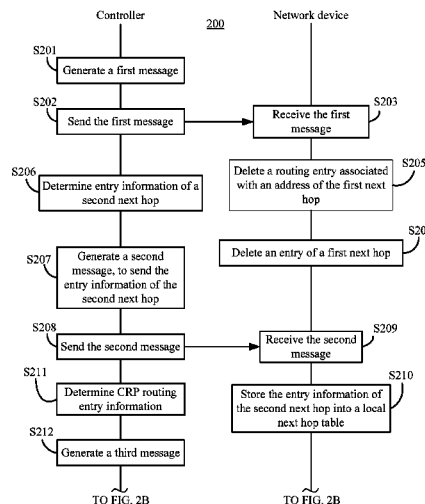 Controller
200
Network device
S201
Generate a first message
S202
Send the first message
S203
Receive the first
message
S206
Determine entry information of a
second next hop
S205
Delete a routing entry associated
with an address of the first next
hop
S20
Delete an entry of a first next hop
S207
Generate a second
message, to send the
entry information of the
second next hop
S208
Send the second message
S209
Receive the second
message
S211
Determine CRP routing
entry information
S210
Store the entry information of
the second next hop into a local
next hop table
S212
Generate a third message
TO FIG. 2B
TO FIG. 2B